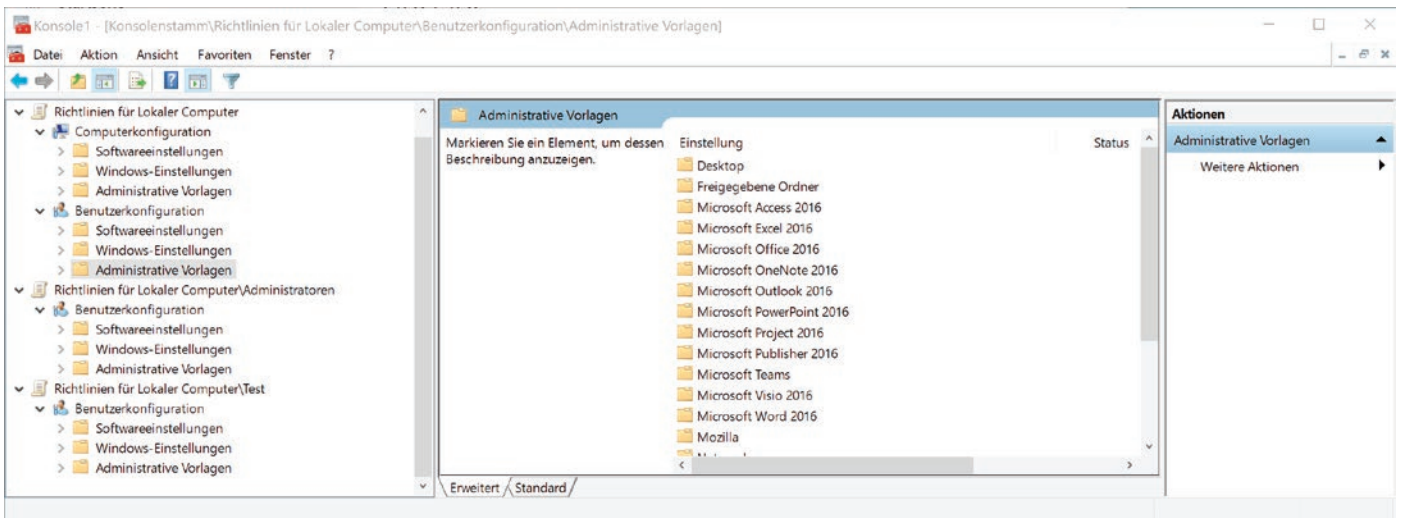 Konsole1 - [Konsolenstamm\Richtlinien für Lokaler Computer\Benutzerkonfiguration\Administrative Vorlagen]
Datei Aktion Ansicht Favoriten Fenster ?
Richtlinien für Lokaler Computer
Computerkonfiguration
Softwareeinstellungen
Windows-Einstellungen
Administrative Vorlagen
Benutzerkonfiguration
Softwareeinstellungen
Windows-Einstellungen
Administrative Vorlagen
Richtlinien für Lokaler Computer\Administratoren
Benutzerkonfiguration
Softwareeinstellungen
Windows-Einstellungen
Administrative Vorlagen
Richtlinien für Lokaler Computer\Test
Benutzerkonfiguration
Softwareeinstellungen
Windows-Einstellungen
Administrative Vorlagen
Administrative Vorlagen
Markieren Sie ein Element, um dessen
Beschreibung anzuzeigen.
Einstellung Status
Desktop
Freigegebene Ordner
Microsoft Access 2016
Microsoft Excel 2016
Microsoft Office 2016
Microsoft OneNote 2016
Microsoft Outlook 2016
Microsoft PowerPoint 2016
Microsoft Project 2016
Microsoft Publisher 2016
Microsoft Teams
Microsoft Visio 2016
Microsoft Word 2016
Mozilla
Erweitert Standard
Aktionen
Administrative Vorlagen
Weitere Aktionen